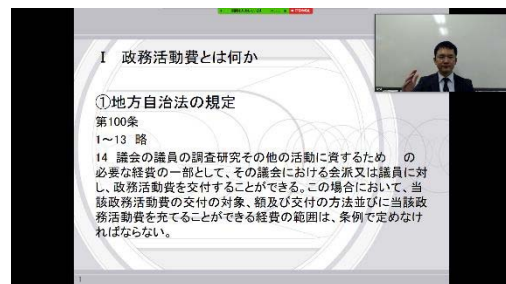 Ⅰ 政務活動費とは何か
①地方自治法の規定
第100条
1～13 略
14 議会の議員の調査研究その他の活動に資するため の
必要な経費の一部として、その議会における会派又は議員に対
し、政務活動費を交付することができる。この場合において、当
該政務活動費の交付の対象、額及び交付の方法並びに当該政
務活動費を充てることができる経費の範囲は、条例で定めなけ
ればならない。
1